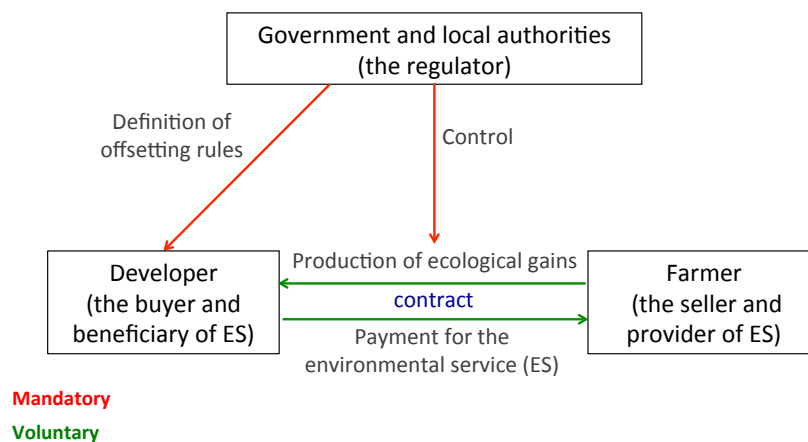 Government and local authorities
(the regulator)
Definition of
offsetting rules
Control
Production of ecological gains
Developer
(the buyer and
beneficiary of ES)
contract
Farmer
(the seller and
provider of ES)
Payment for the
environmental service (ES)
Mandatory
Voluntary